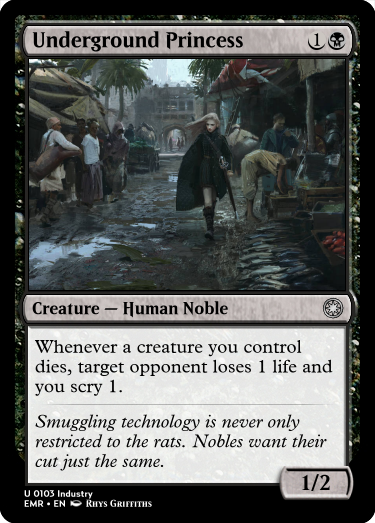 Underground Princess 1
Creature — Human Noble
Whenever a creature you control
dies, target opponent loses 1 life and
you scry 1.
Smuggling technology is never only
restricted to the rats. Nobles want their
cut just the same.
1/2
U 0103 Industry
EMR • EN Rhys Griffiths